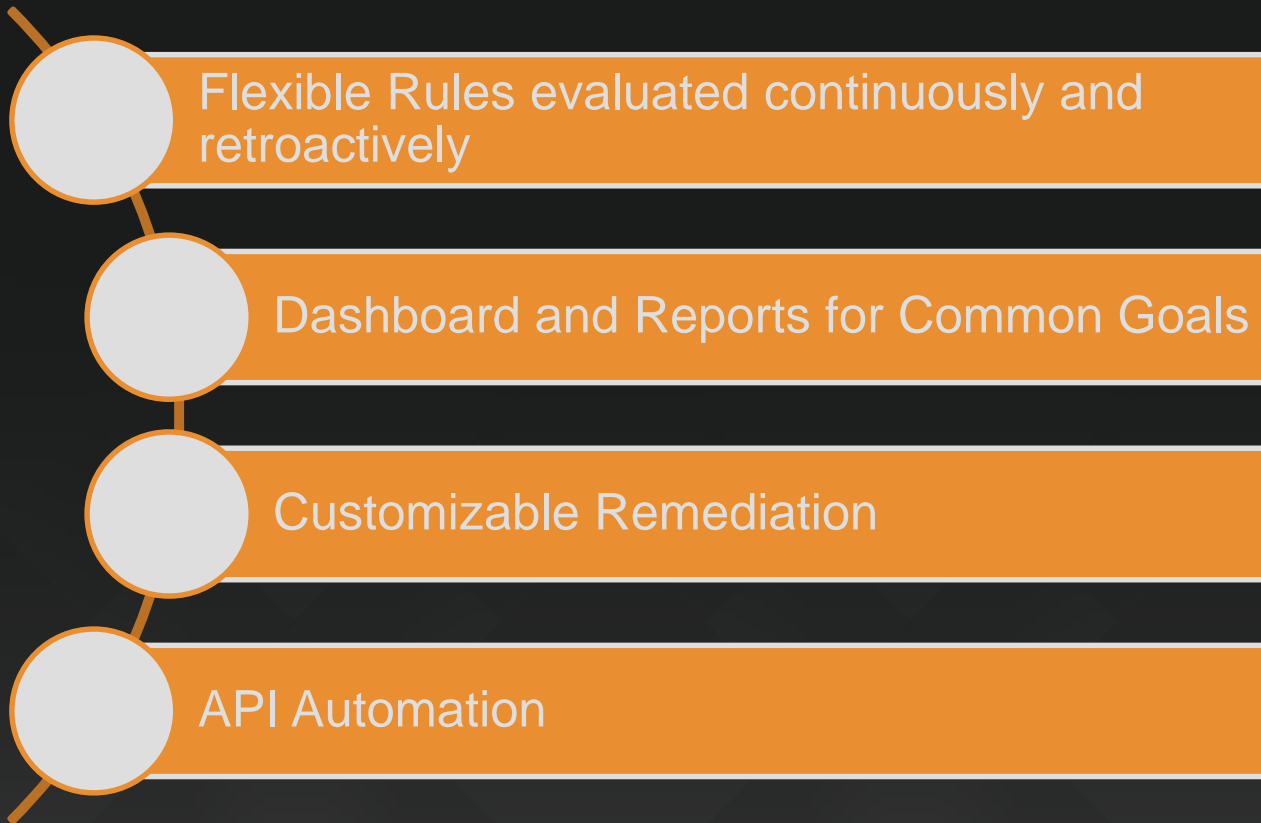 Flexible Rules evaluated continuously and
retroactively
Dashboard and Reports for Common Goals
Customizable Remediation
API Automation